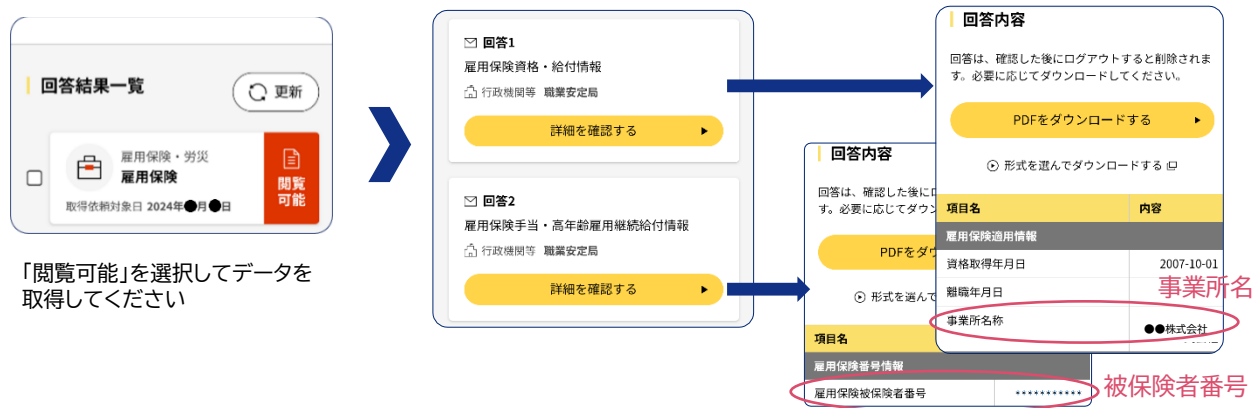 回答結果一覧
更新
雇用保険・労災
雇用保険
取得依頼対象日 2024年●月●日
閲覧
可能
「閲覧可能」を選択してデータを
取得してください
回答1
雇用保険資格・給付情報
行政機関等 職業安定局
詳細を確認する
回答2
雇用保険手当・高年齢雇用継続給付情報
行政機関等 職業安定局
詳細を確認する
回答内容
回答は、確認した後に
す。必要に応じてダウン
PDFをダウ
形式を選んで
項目名
雇用保険番号情報
雇用保険被保険者番号 ***********
被保険者番号
回答内容
回答は、確認した後にログアウトすると削除されま
す。必要に応じてダウンロードしてください。
PDFをダウンロードする
形式を選んでダウンロードする
項目名 内容
雇用保険適用情報
資格取得年月日 2007-10-01
離職年月日
事業所名
事業所名称 ●●株式会社